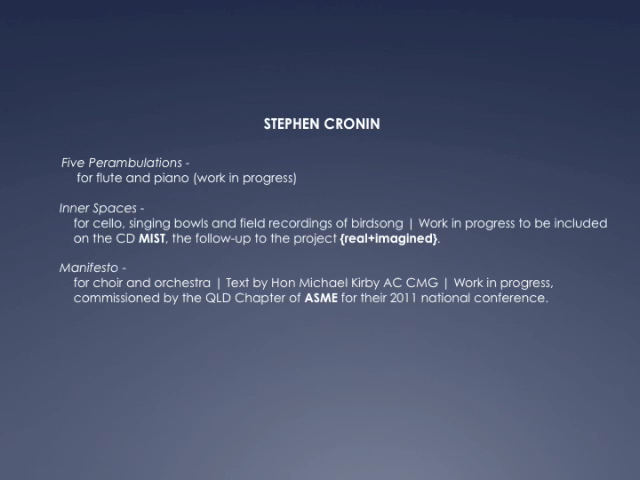 STEPHEN CRONIN
Five Perambulations -
for flute and piano (work in progress)
Inner Spaces -
for cello, singing bowls and field recordings of birdsong | Work in progress to be included
on the CD MIST, the follow-up to the project {real+imagined}.
Manifesto -
for choir and orchestra | Text by Hon Michael Kirby AC CMG | Work in progress,
commissioned by the QLD Chapter of ASME for their 2011 national conference.